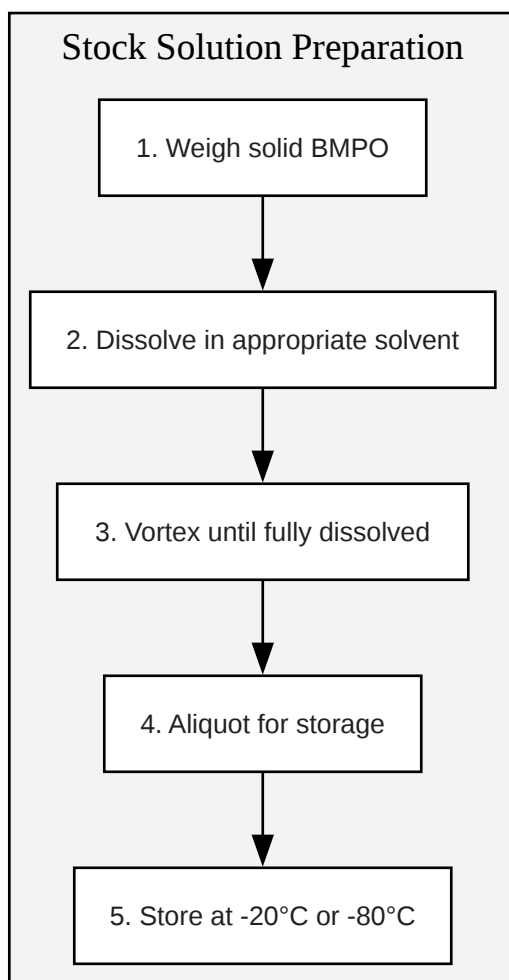 Stock Solution Preparation
1. Weigh solid BMPO
2. Dissolve in appropriate solvent
3. Vortex until fully dissolved
4. Aliquot for storage
5. Store at -20°C or -80°C